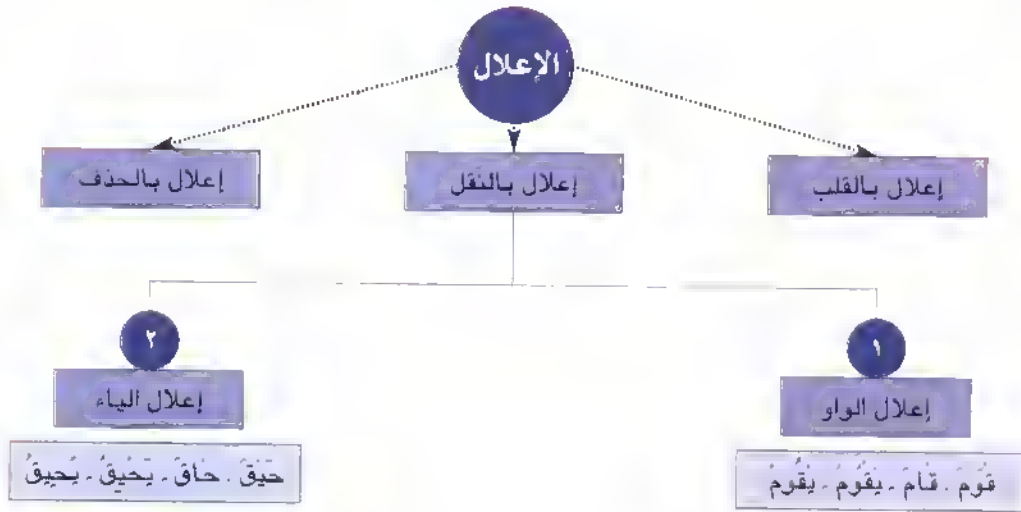 الإعلال
إعلال بالقلب
إعلال بالنقل
إعلال بالحذف
١
إعلال الواو
قَوَمَ - قَامَ - يَقْوُمُ - يَقُومُ
٢
إعلال الياء
حَيَقَ - حَاقَ - يَحْيِقُ - يَحِيقُ